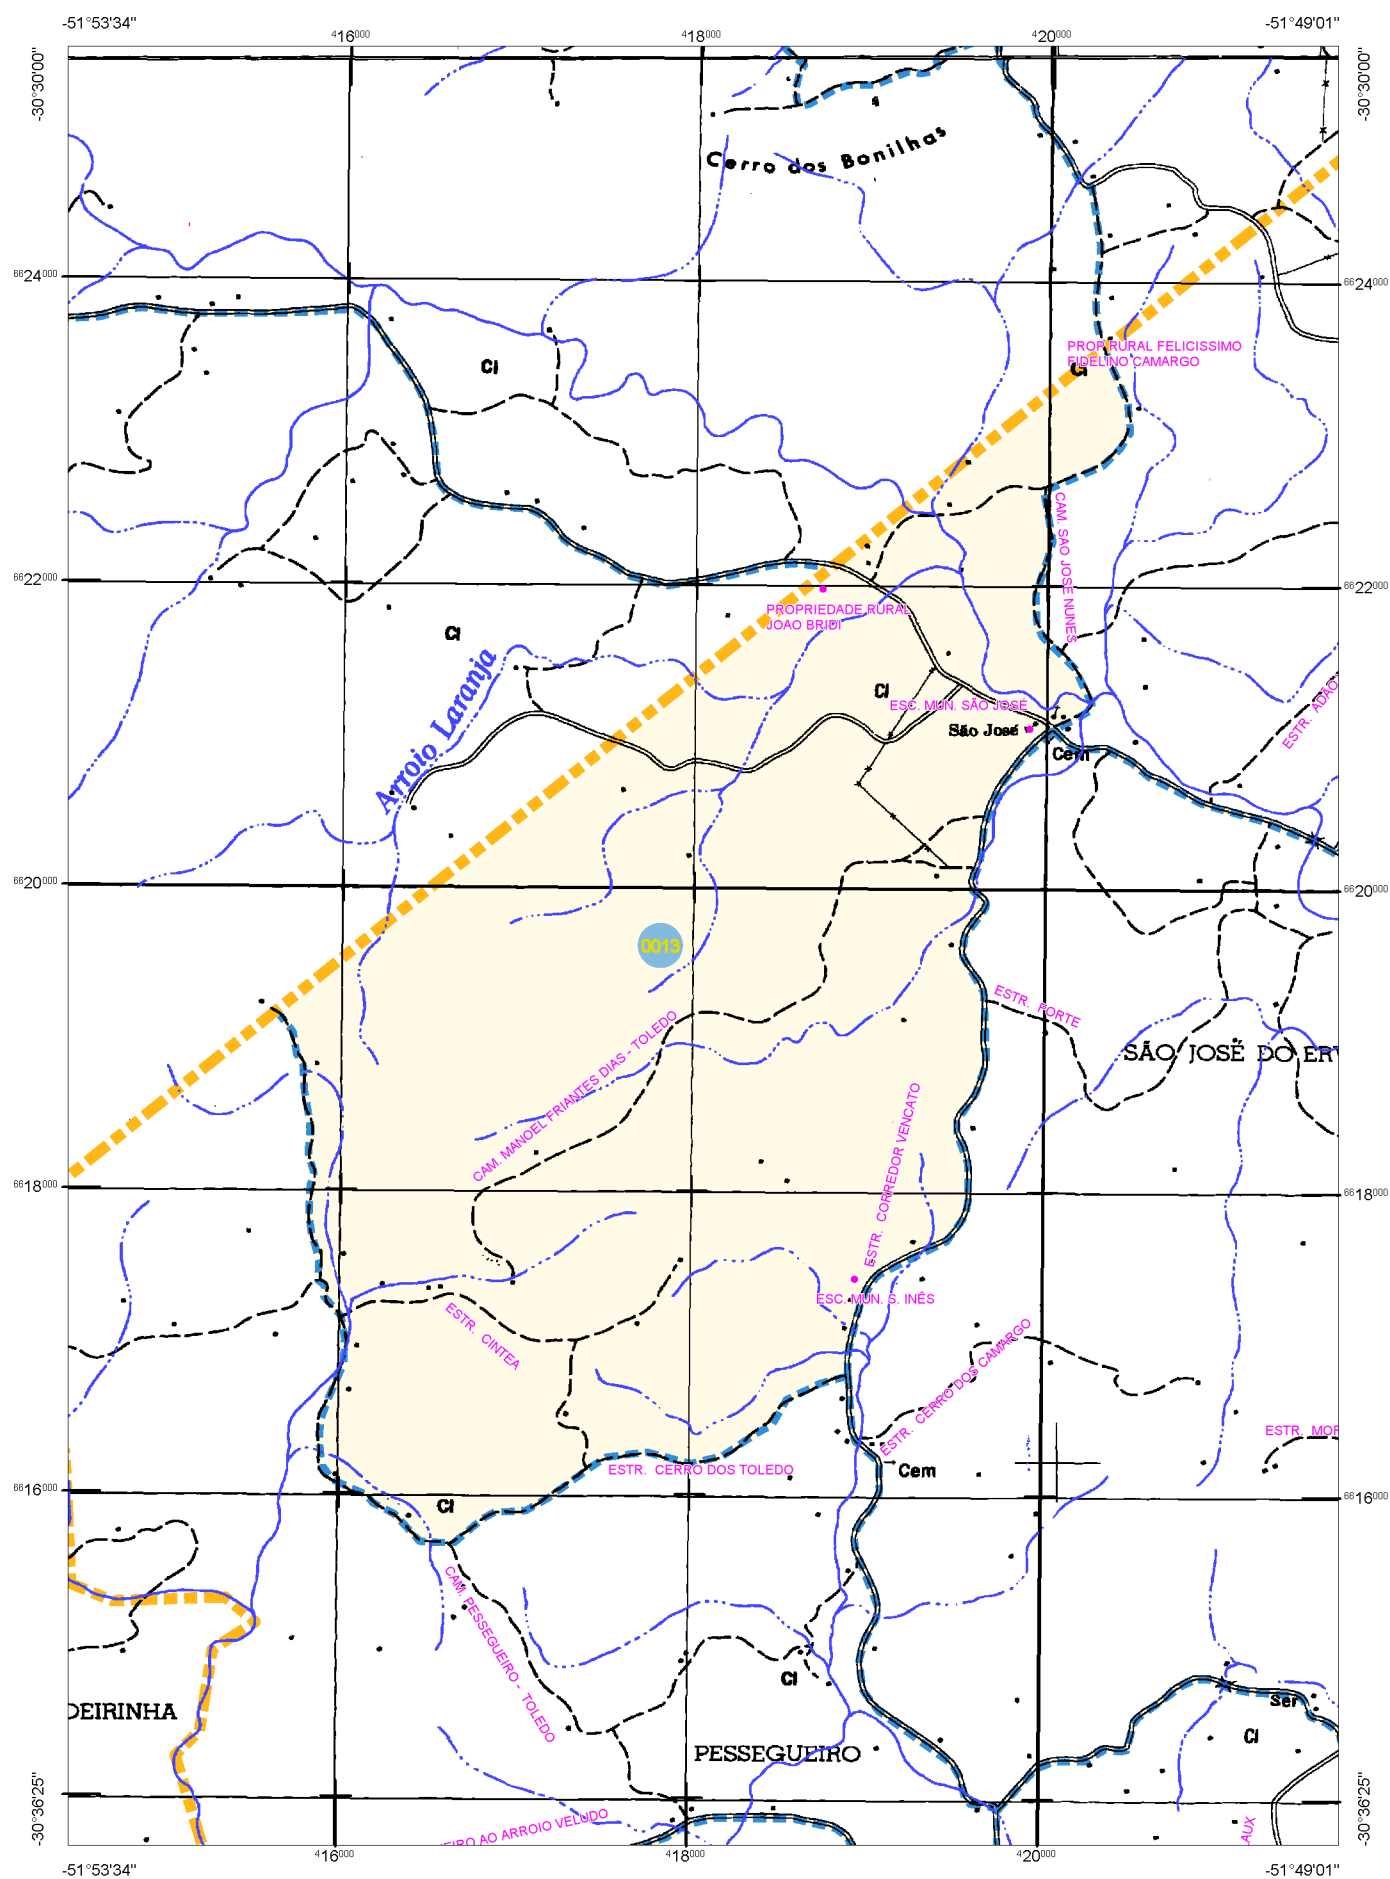 -51°53'34"
-51°49'01"
416000
418000
420000
-30°30'00"
-30°30'00"
Cerro dos Bonilhas
6624000
6624000
PROP RURAL FELICISSIMO
FIDELINO CAMARGO
Cl
Cl
CAM. SAO JOSE NUNES
6622000
6622000
PROPRIEDADE RURAL
JOAO BRIDI
Cl
Arroio Laranja
Cl
ESC. MUN. SÃO JOSÉ
São José
Cem
ESTR. ADÃO
6620000
6620000
0013
ESTR. FORTE
CAM. MANOEL FRIANTES DIAS - TOLEDO
SÃO JOSÉ DO ER
ESTR. CORREDOR VENCATO
6618000
6618000
ESC. MUN. S. INÊS
ESTR. CINTEA
ESTR. CERRO DOS CAMARGO
ESTR. MOR
ESTR. CERRO DOS TOLEDO
Cem
6616000
6616000
Cl
CAM. PESSEGUEIRO - TOLEDO
Cl
DEIRINHA
Ser
Cl
PESSEGUEIRO
-30°36'25"
-30°36'25"
EIRO AO ARROIO VELUDO
AUX
416000
418000
420000
-51°53'34"
-51°49'01"